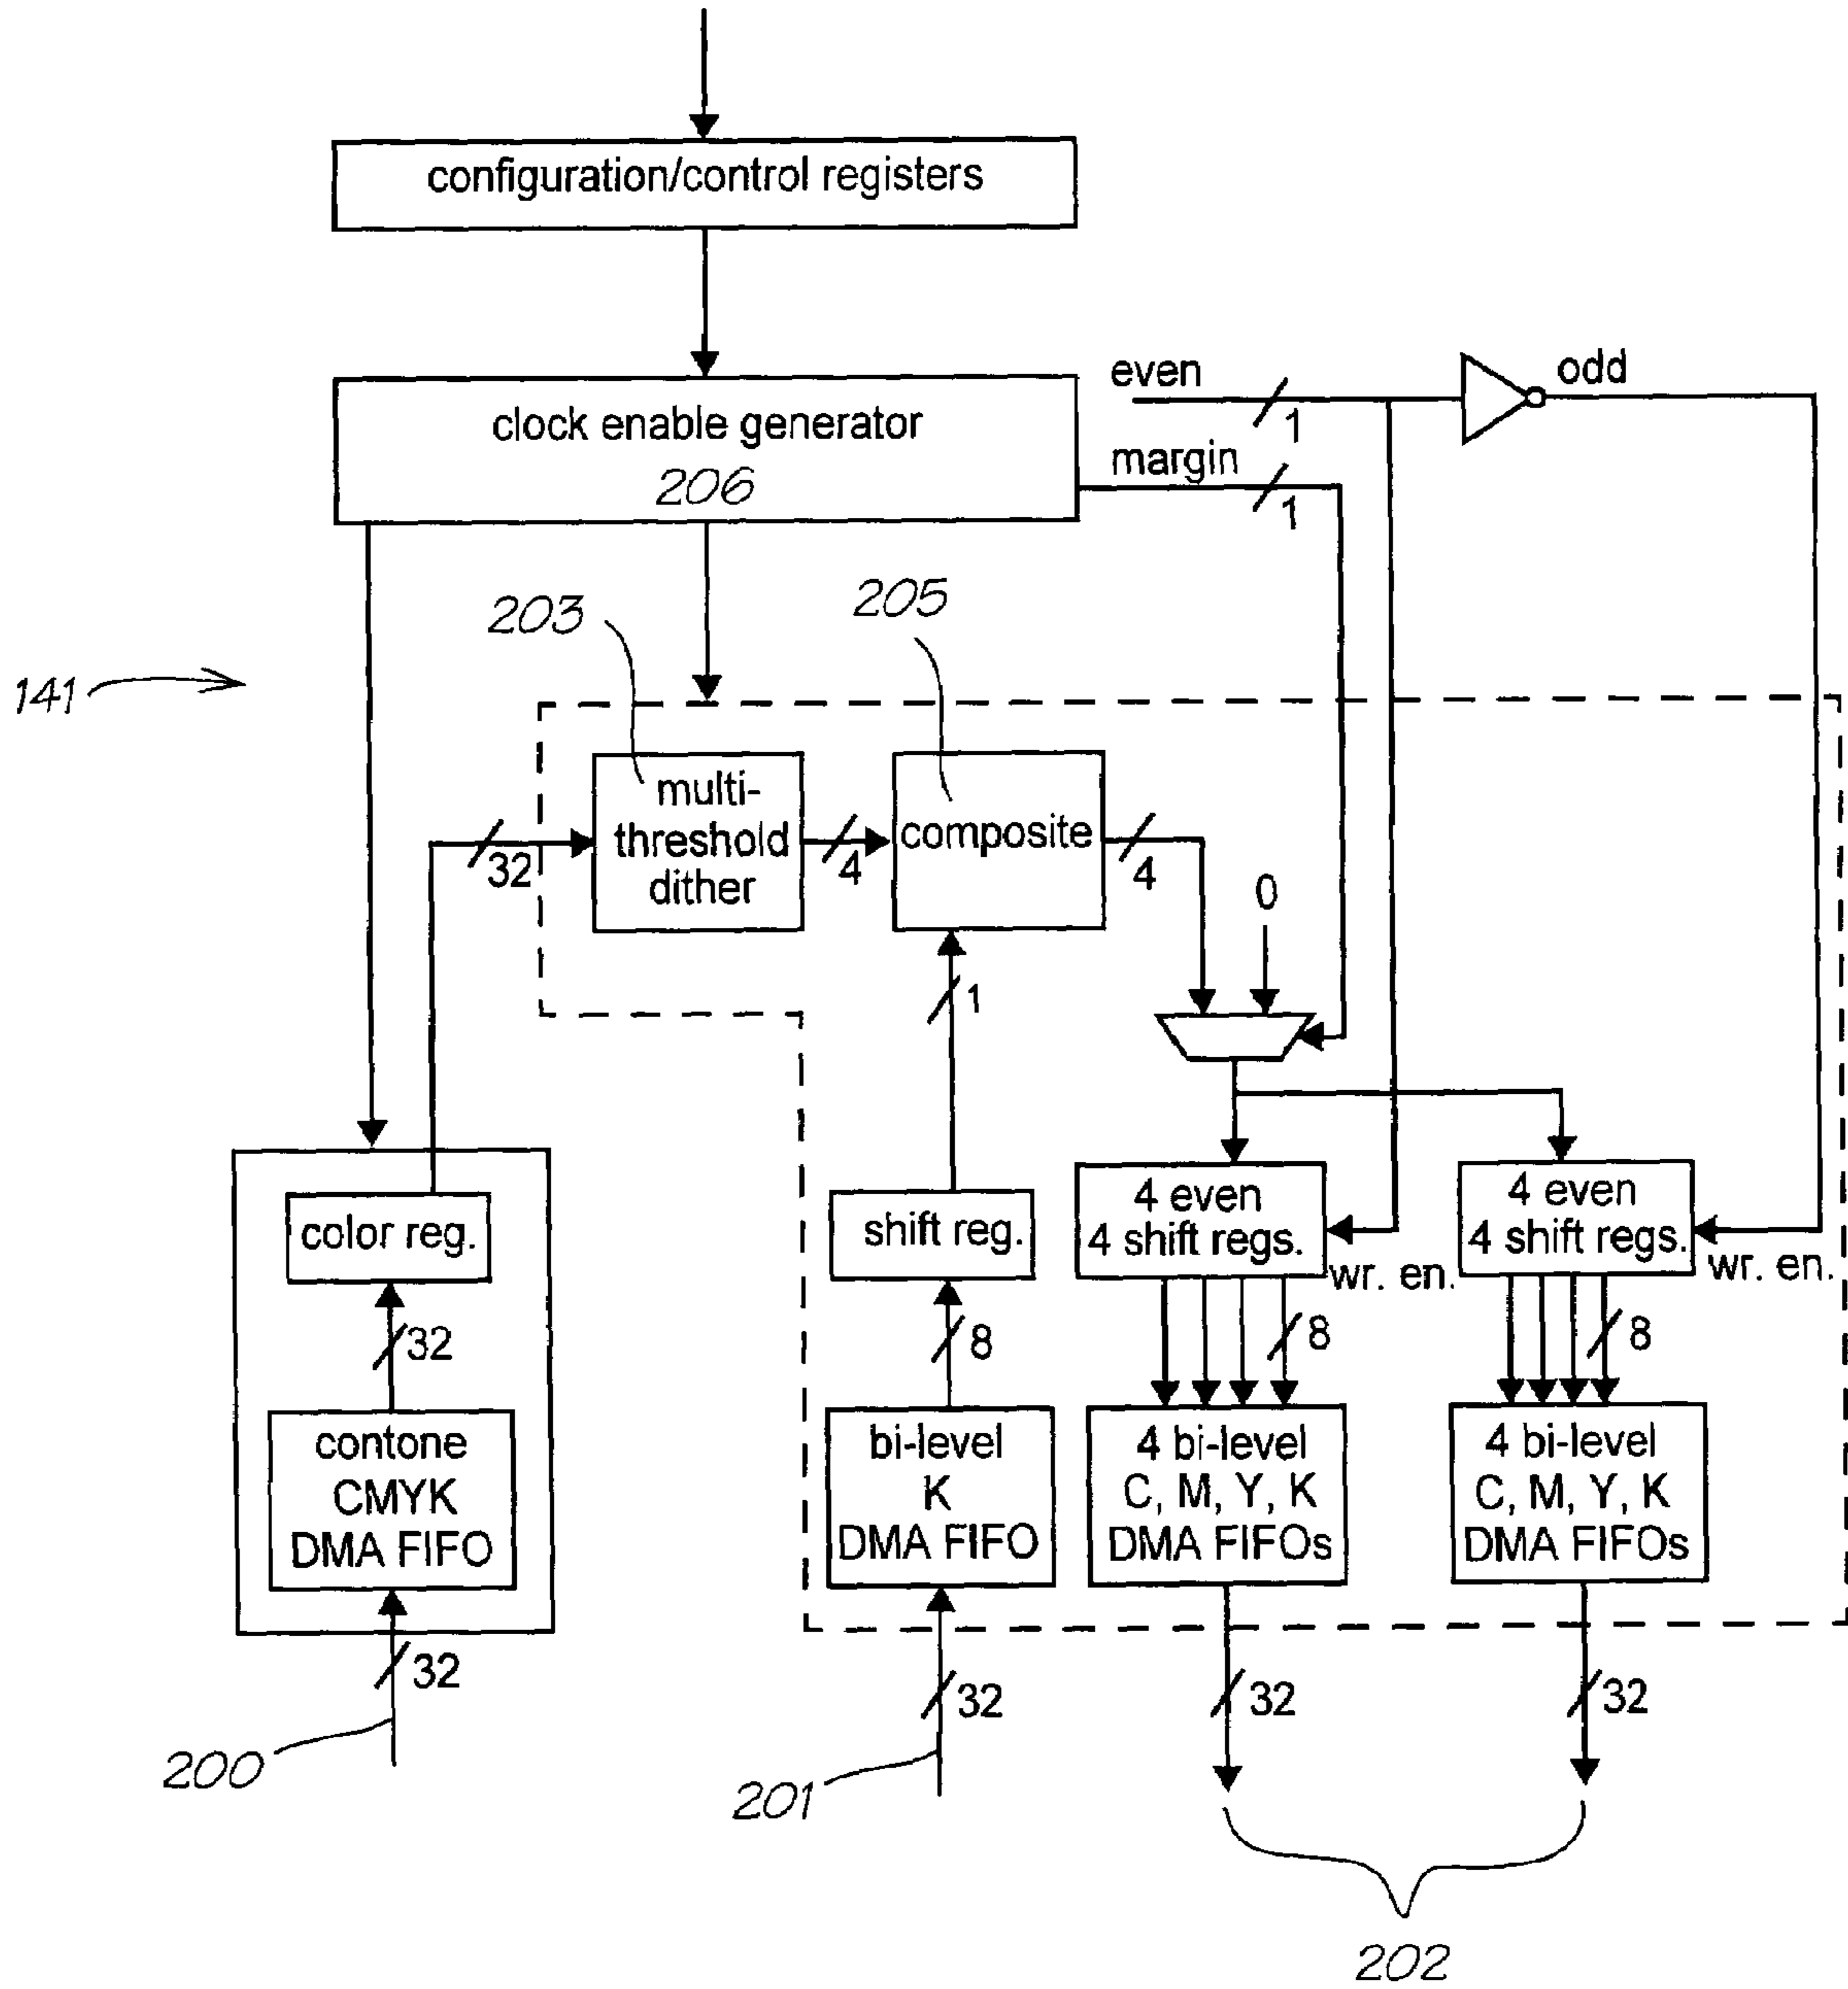 configuration/control registers
clock enable generator
206
even
1
odd
margin
1
203
205
141
multi-
threshold
dither
composite
32
4
4
0
1
color reg.
shift reg.
4 even
4 shift regs.
wr. en.
4 even
4 shift regs.
wr. en.
32
8
8
8
contone
CMYK
DMA FIFO
bi-level
K
DMA FIFO
4 bi-level
C, M, Y, K
DMA FIFOs
4 bi-level
C, M, Y, K
DMA FIFOs
32
32
32
32
200
201
202